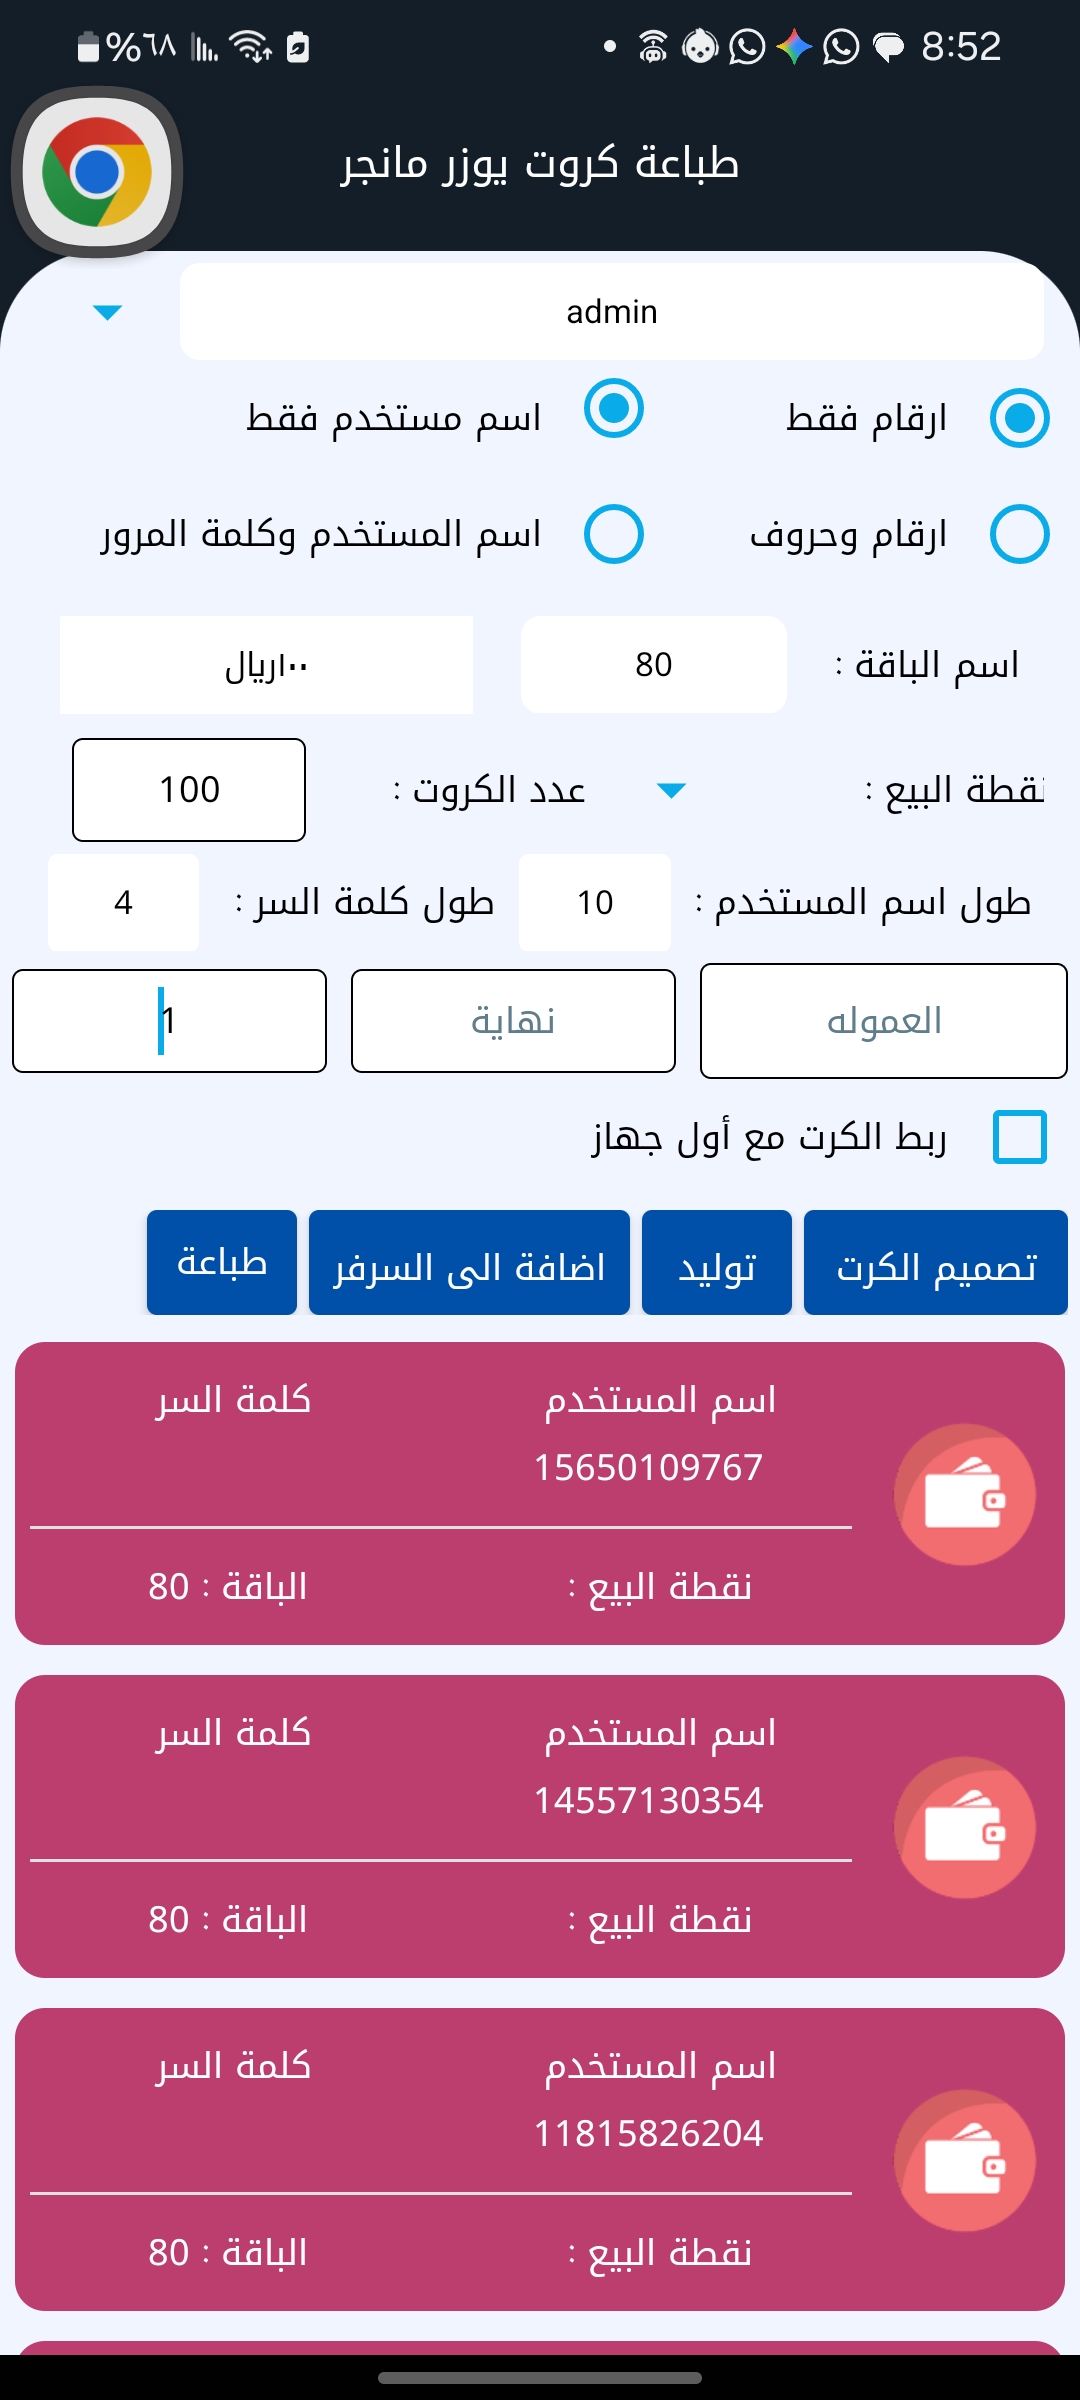 %٦٨ 8:52
طباعة كروت يوزر مانجر
admin
ارقام فقط اسم مستخدم فقط
ارقام وحروف اسم المستخدم وكلمة المرور
اسم الباقة : 80 ١٠٠ريال
نقطة البيع : عدد الكروت : 100
طول اسم المستخدم : 10 طول كلمة السر : 4
العموله نهاية 1
ربط الكرت مع أول جهاز
تصميم الكرت توليد اضافة الى السرفر طباعة
اسم المستخدم كلمة السر
15650109767
نقطة البيع : الباقة : 80
اسم المستخدم كلمة السر
14557130354
نقطة البيع : الباقة : 80
اسم المستخدم كلمة السر
11815826204
نقطة البيع : الباقة : 80